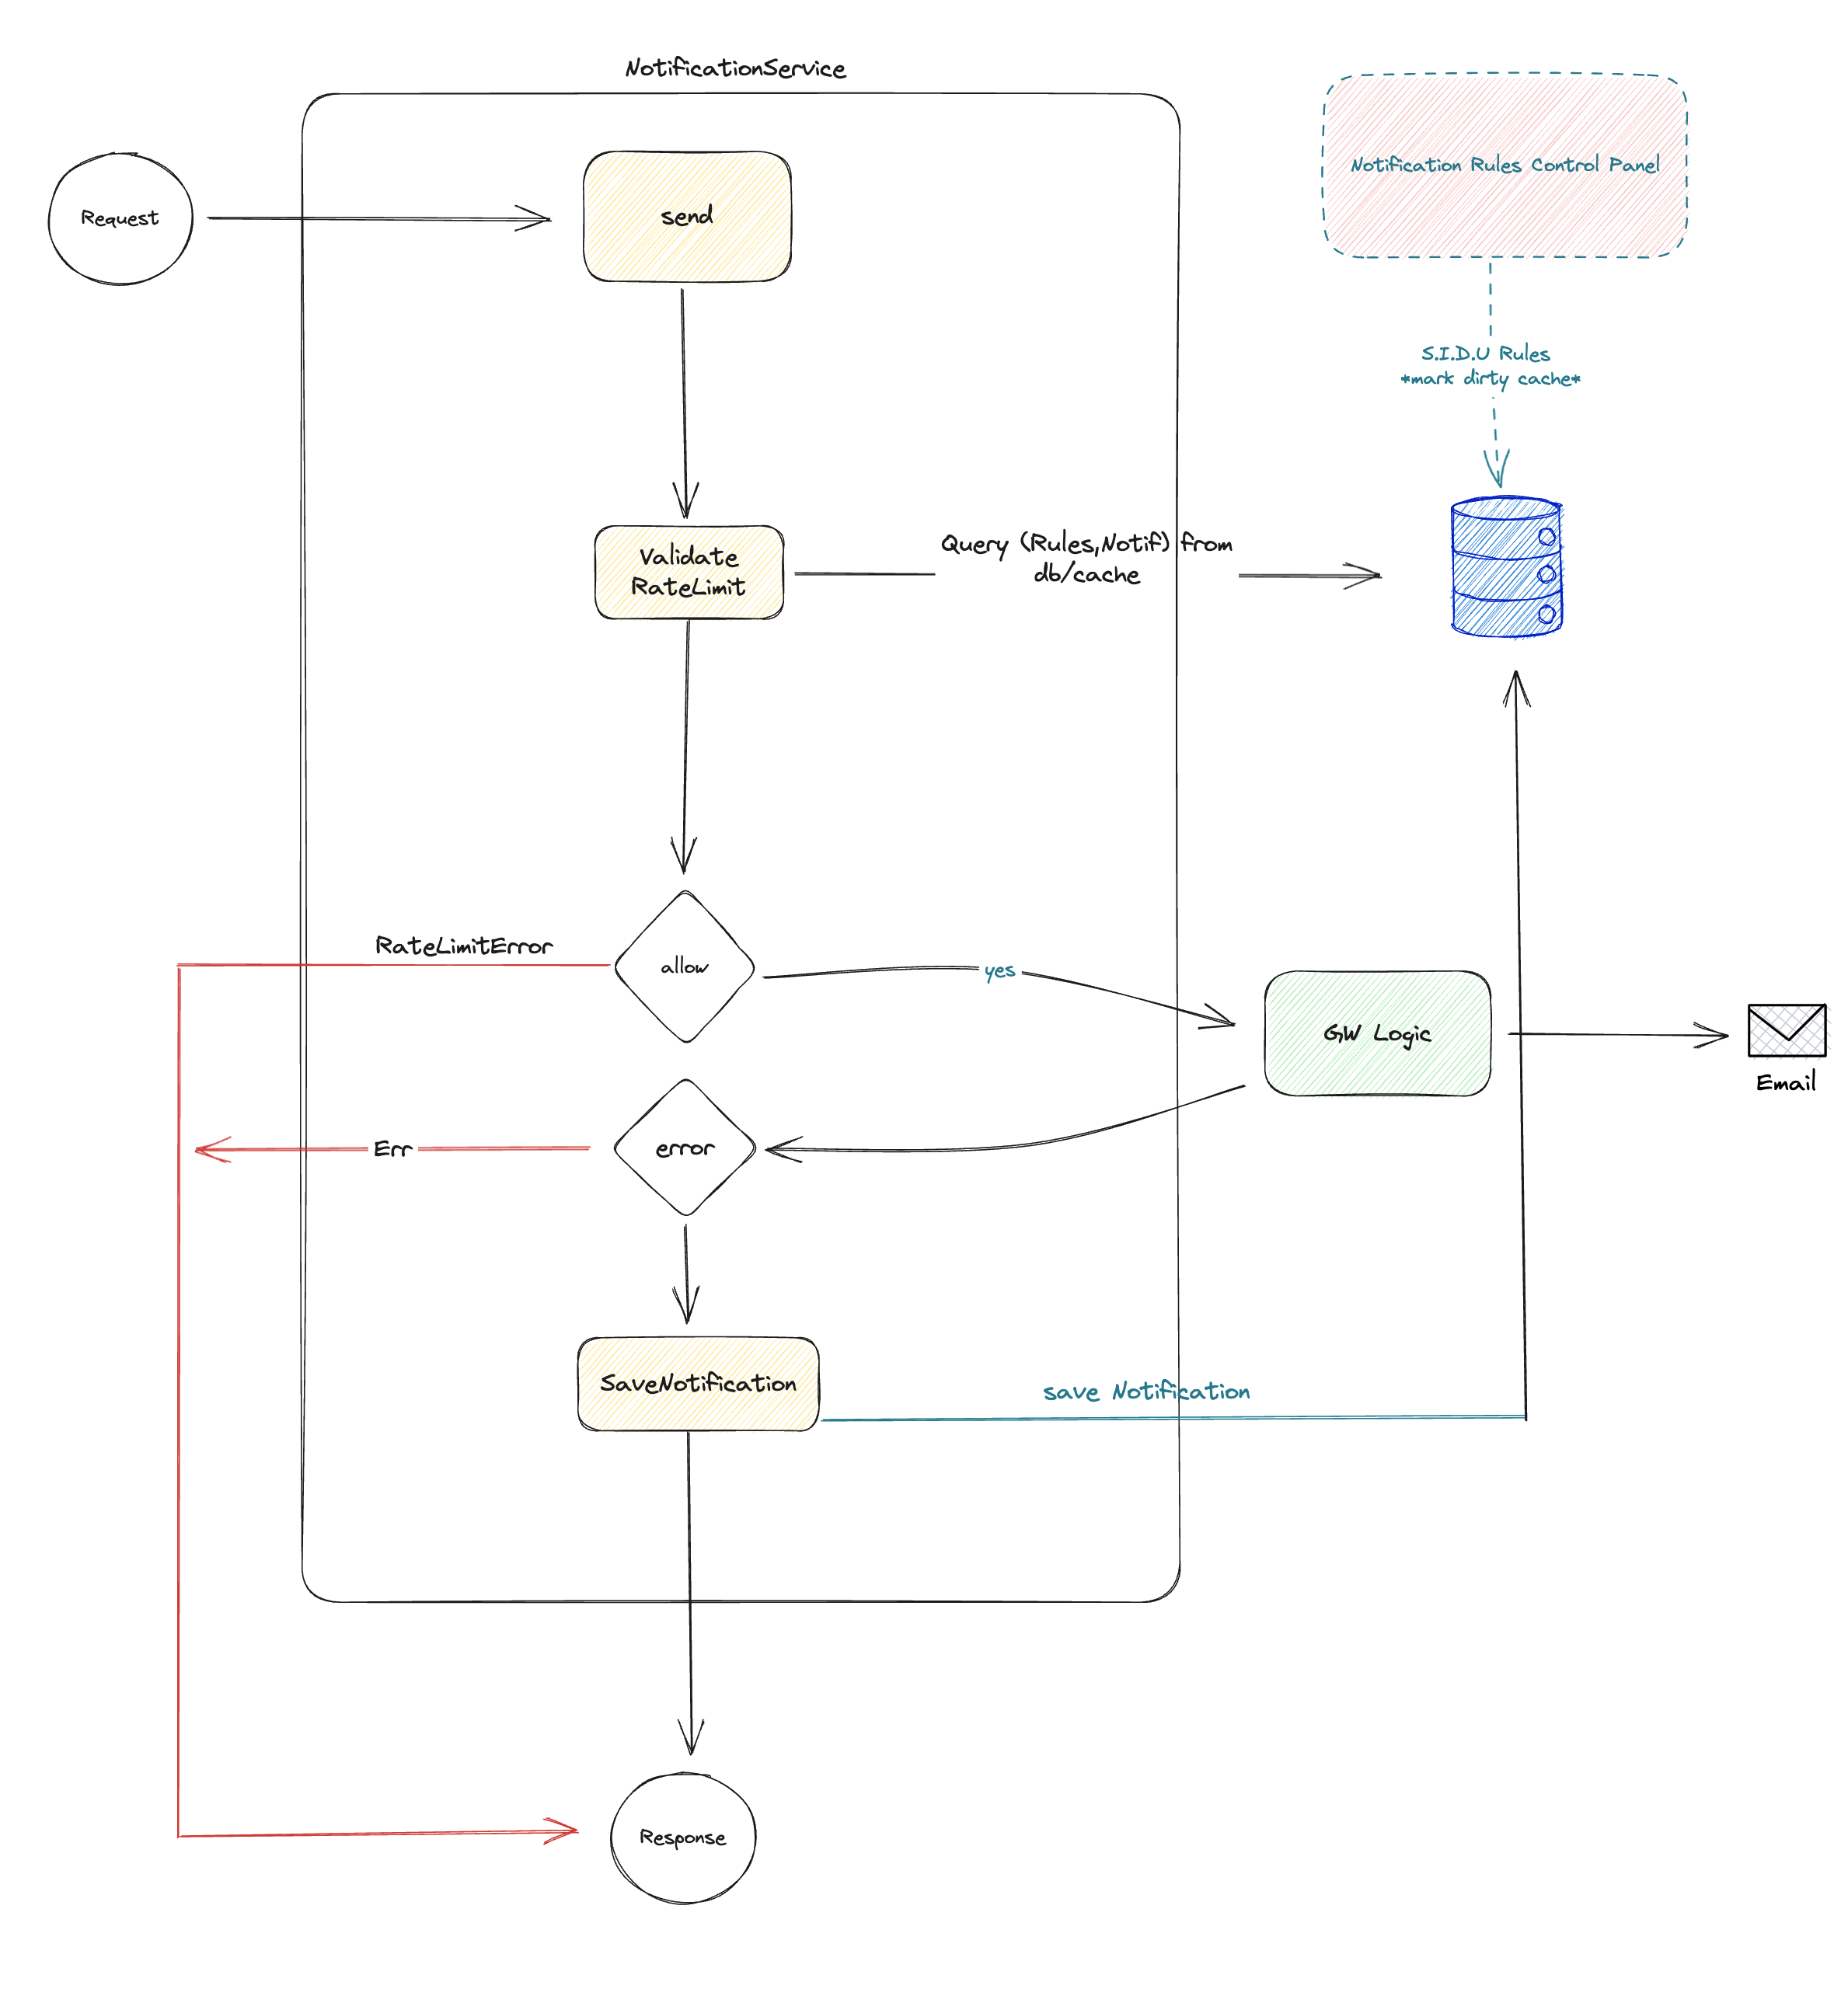 NotificationService
Notification Rules Control Panel
Request
send
S.I.D.U Rules
*mark dirty cache*
Validate
RateLimit
Query (Rules,Notif) from
db/cache
RateLimitError
allow
yes
GW Logic
Email
Err
error
SaveNotification
save Notification
Response